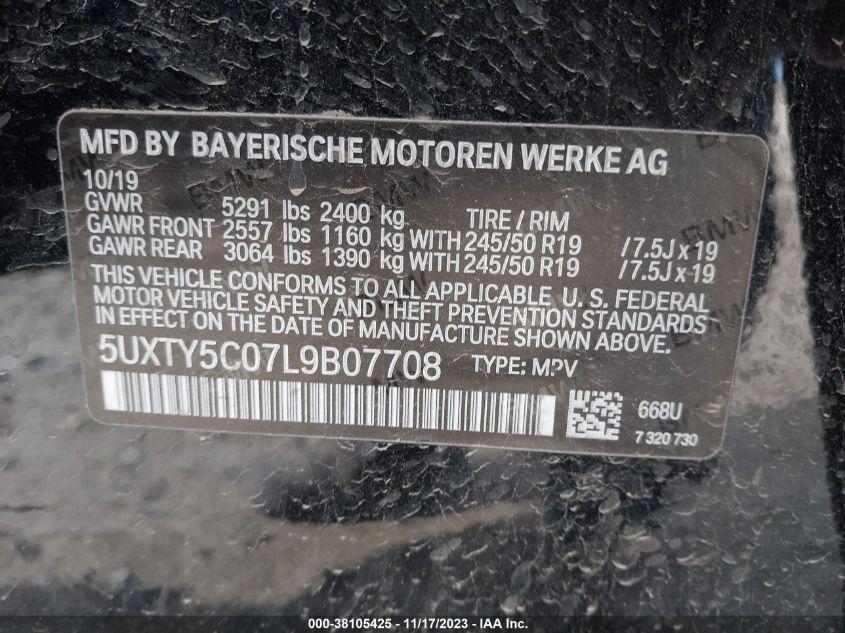 MFD BY BAYERISCHE MOTOREN WERKE AG
10/19
GVWR 5291 lbs 2400 kg TIRE / RIM
GAWR FRONT 2557 lbs 1160 kg WITH 245/50 R19 /7.5J x 19
GAWR REAR 3064 lbs 1390 kg WITH 245/50 R19 /7.5J x 19
THIS VEHICLE CONFORMS TO ALL APPLICABLE U. S. FEDERAL
MOTOR VEHICLE SAFETY AND THEFT PREVENTION STANDARDS
IN EFFECT ON THE DATE OF MANUFACTURE SHOWN ABOVE.
5UXTY5C07L9B07708 TYPE: MPV
668U
7 320 730
000-38105425 - 11/17/2023 - IAA Inc.